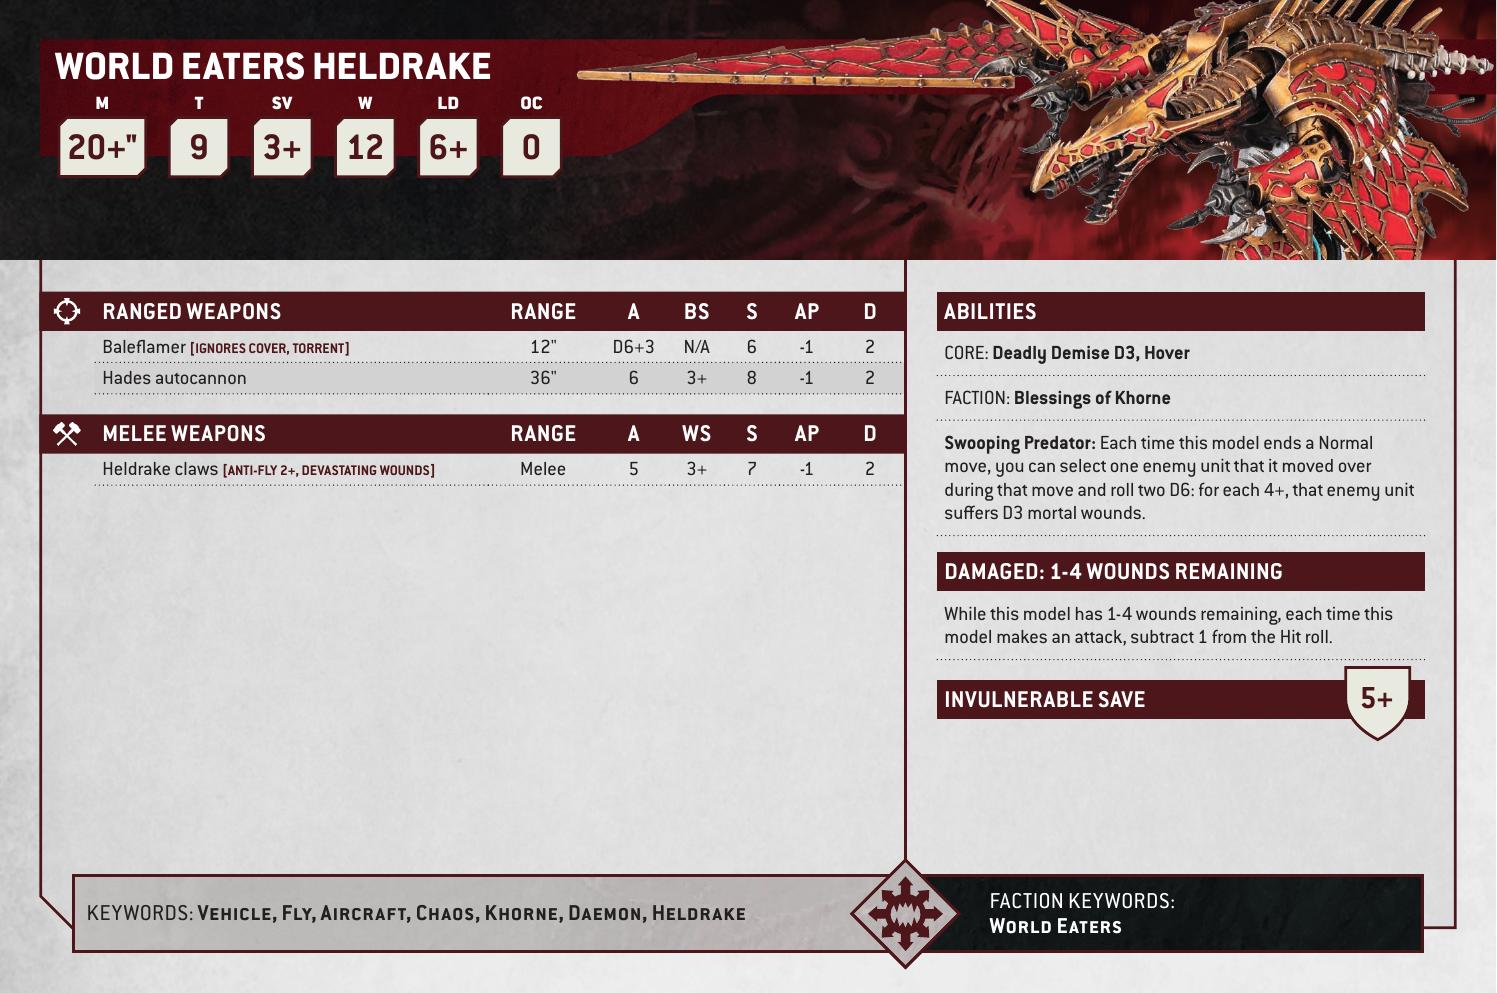 WORLD EATERS HELDRAKE
M T SV W LD OC
20+" 9 3+ 12 6+ 0
RANGED WEAPONS RANGE A BS S AP D
Baleflamer [IGNORES COVER, TORRENT] 12" D6+3 N/A 6 -1 2
Hades autocannon 36" 6 3+ 8 -1 2
MELEE WEAPONS RANGE A WS S AP D
Heldrake claws [ANTI-FLY 2+, DEVASTATING WOUNDS] Melee 5 3+ 7 -1 2
ABILITIES
CORE: Deadly Demise D3, Hover
FACTION: Blessings of Khorne
Swooping Predator: Each time this model ends a Normal
move, you can select one enemy unit that it moved over
during that move and roll two D6: for each 4+, that enemy unit
suffers D3 mortal wounds.
DAMAGED: 1-4 WOUNDS REMAINING
While this model has 1-4 wounds remaining, each time this
model makes an attack, subtract 1 from the Hit roll.
INVULNERABLE SAVE 5+
KEYWORDS: VEHICLE, FLY, AIRCRAFT, CHAOS, KHORNE, DAEMON, HELDRAKE
FACTION KEYWORDS:
WORLD EATERS